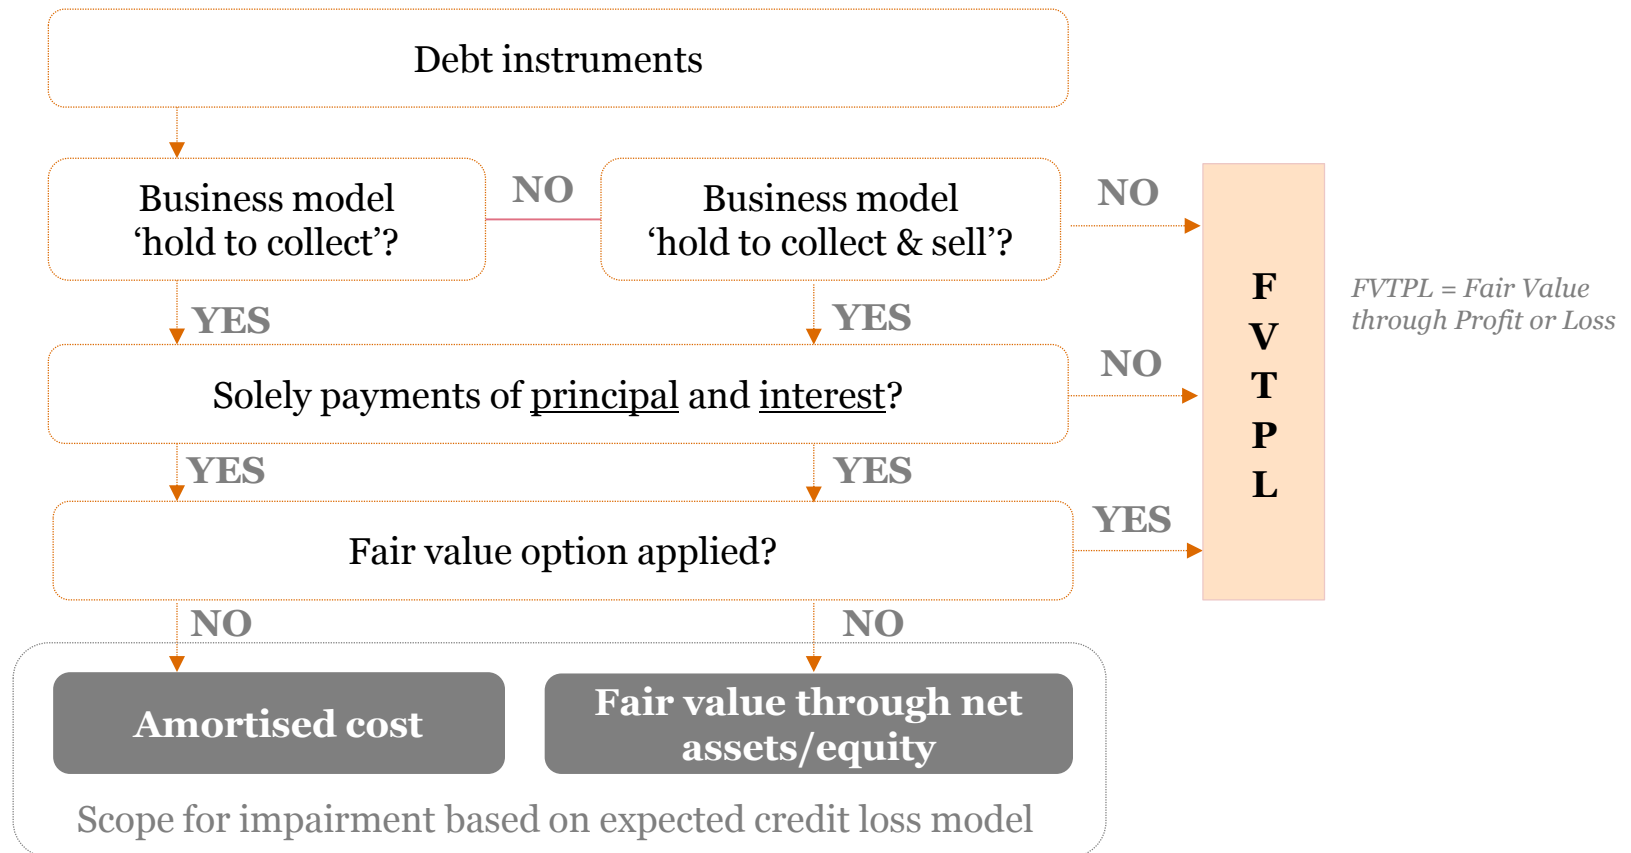 Debt instruments
Business model
‘hold to collect’?
NO
Business model
‘hold to collect & sell’?
NO
YES
YES
Solely payments of principal and interest?
NO
YES
YES
Fair value option applied?
YES
NO
NO
Amortised cost
Fair value through net
assets/equity
Scope for impairment based on expected credit loss model
F
V
T
P
L
FVTPL = Fair Value
through Profit or Loss